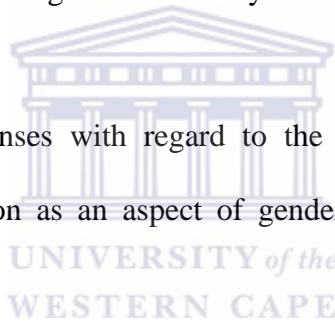 nses with regard to the
on as an aspect of gende
UNIVERSITY of the
WESTERN CAPE